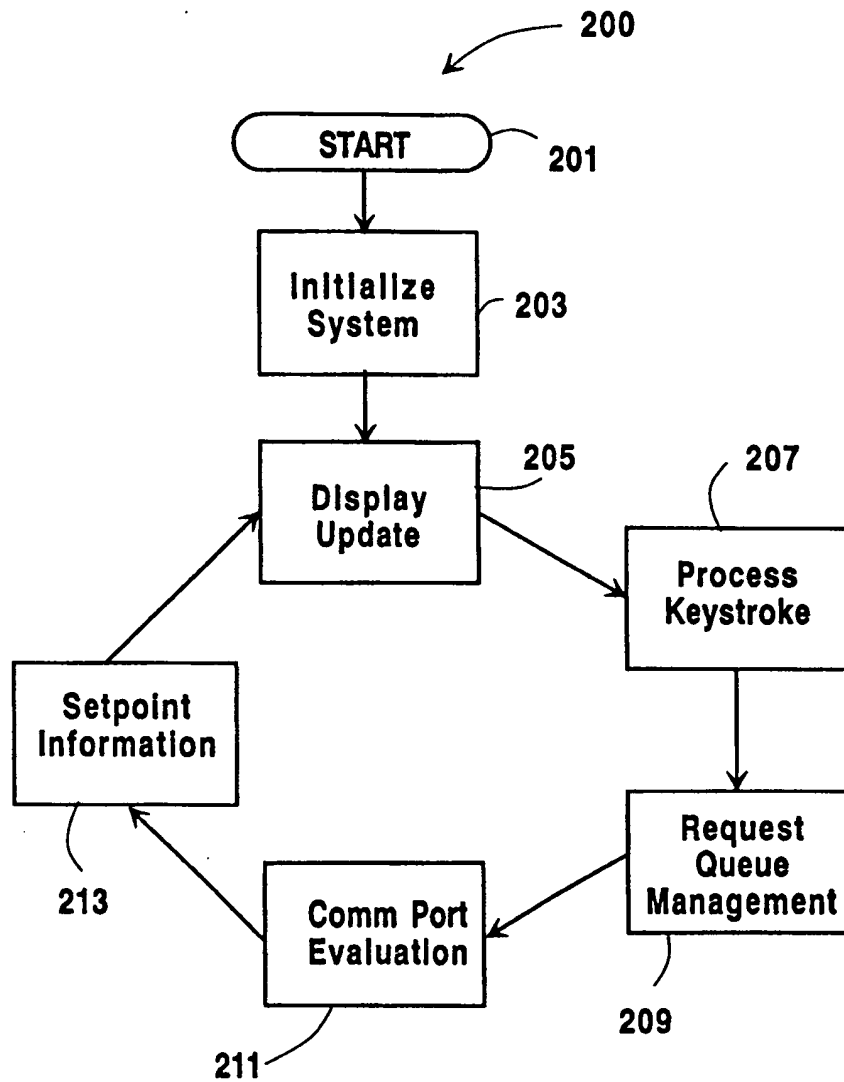 200
START
201
Initialize
System
203
Display
Update
205
207
Process
Keystroke
Setpoint
Information
213
Request
Queue
Management
209
Comm Port
Evaluation
211